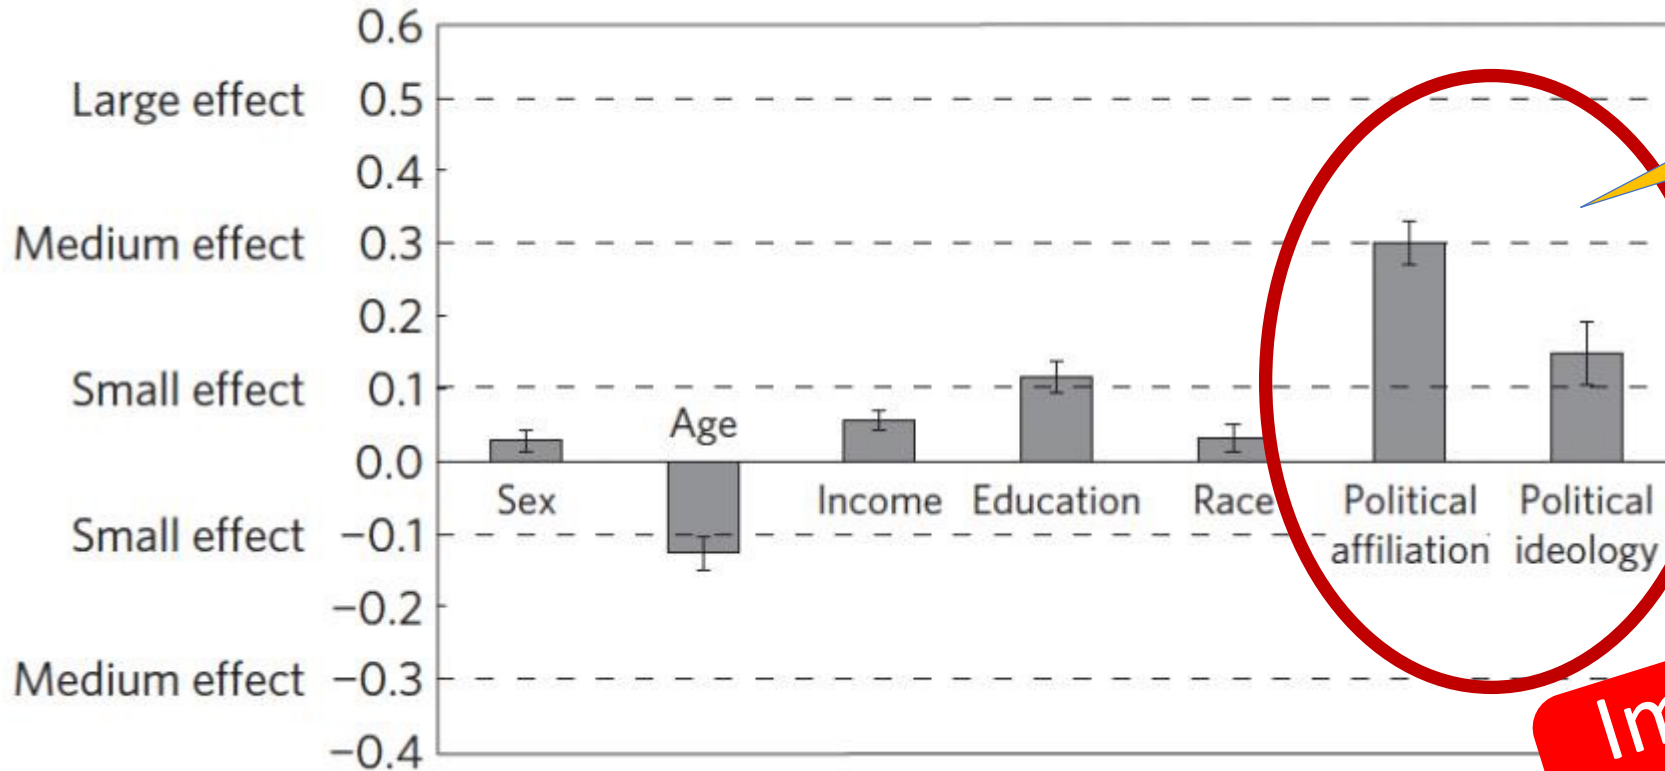 0.6
Large effect 0.5
0.4
Medium effect 0.3
0.2
Small effect 0.1
Age
0.0
Sex Income Education Race Political affiliation Political ideology
Small effect −0.1
−0.2
Medium effect −0.3
−0.4